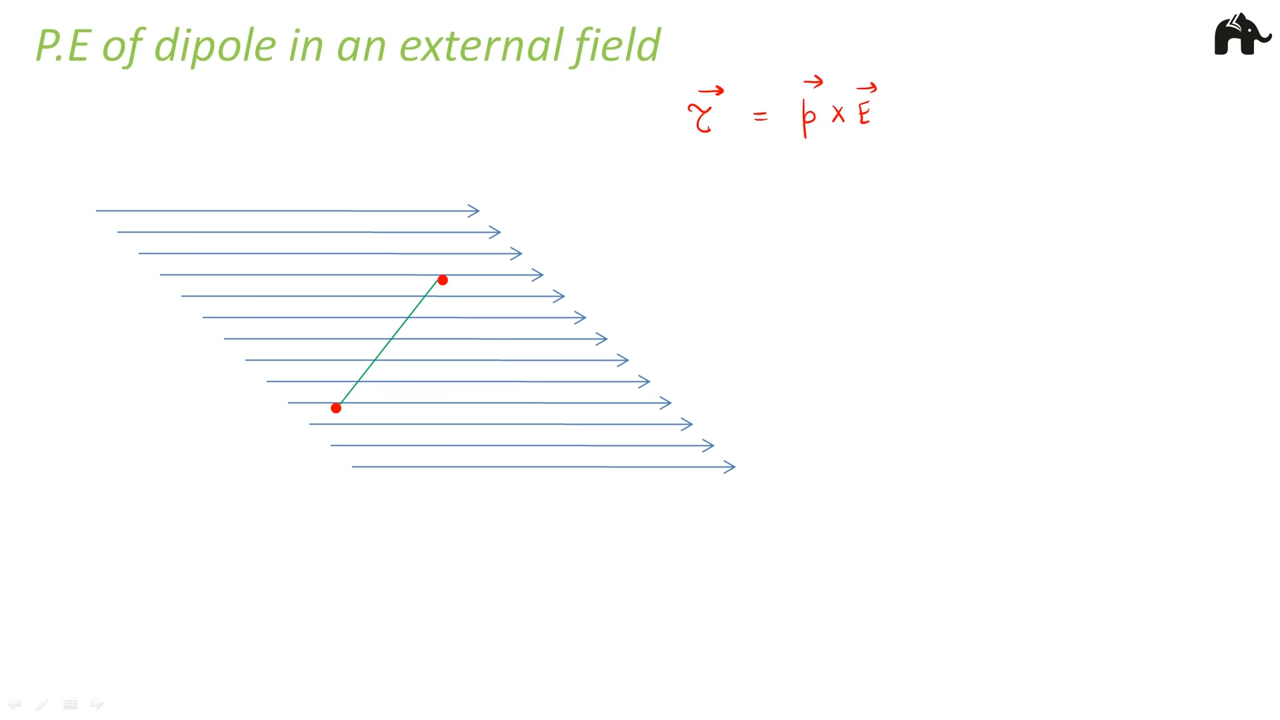 P.E of dipole in an external field
τ⃗ = p⃗ × E⃗